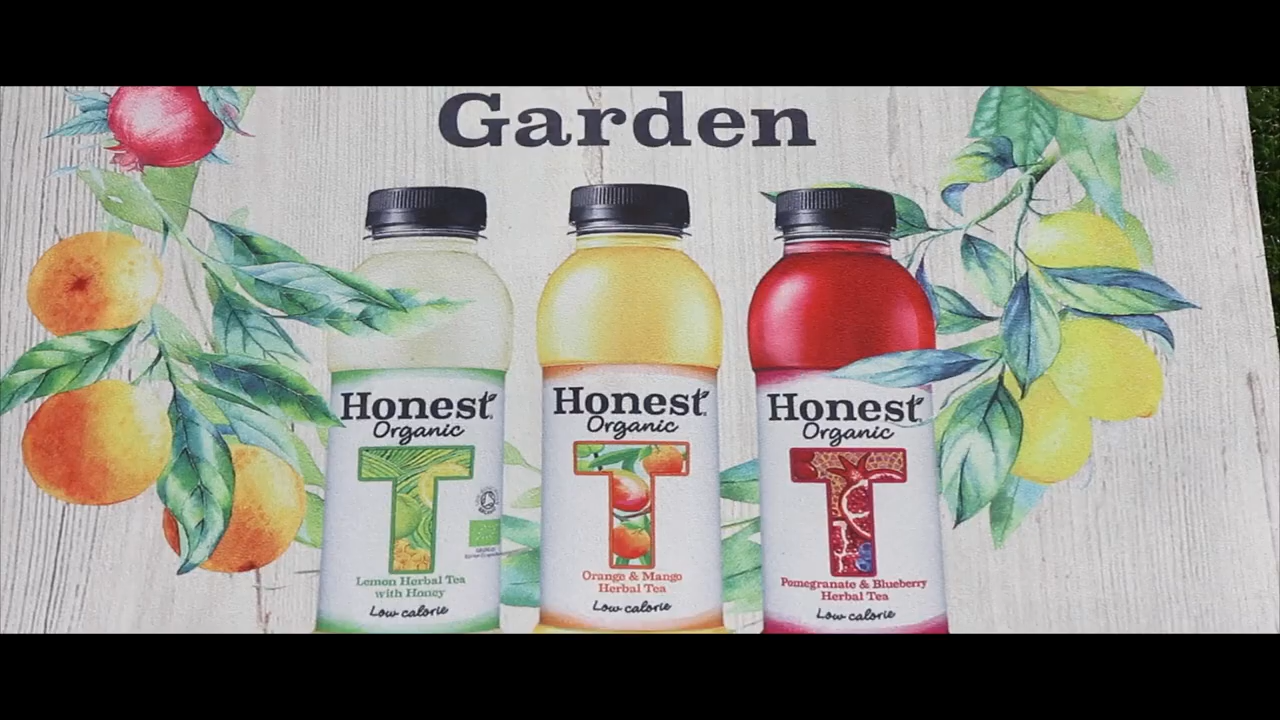 Garden
Honest
Organic
T
Lemon Herbal Tea
with Honey
Low calorie
Honest
Organic
T
Orange & Mango
Herbal Tea
Low calorie
Honest
Organic
T
Pomegranate & Blueberry
Herbal Tea
Low calorie